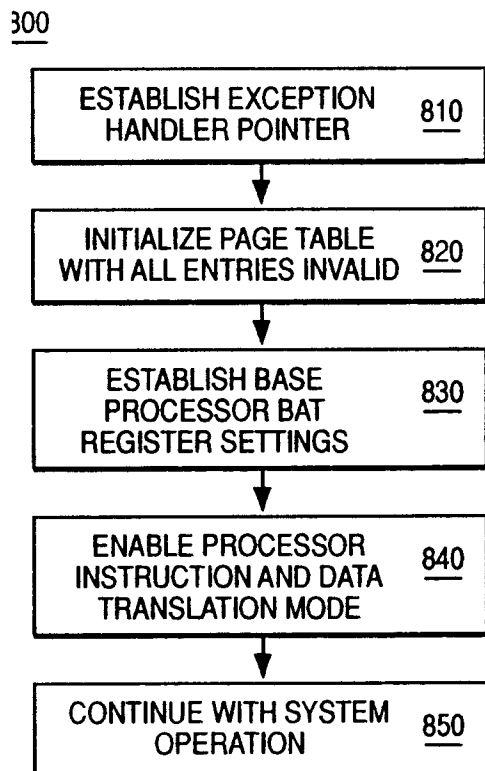 800
ESTABLISH EXCEPTION
HANDLER POINTER
810
INITIALIZE PAGE TABLE
WITH ALL ENTRIES INVALID
820
ESTABLISH BASE
PROCESSOR BAT
REGISTER SETTINGS
830
ENABLE PROCESSOR
INSTRUCTION AND DATA
TRANSLATION MODE
840
CONTINUE WITH SYSTEM
OPERATION
850